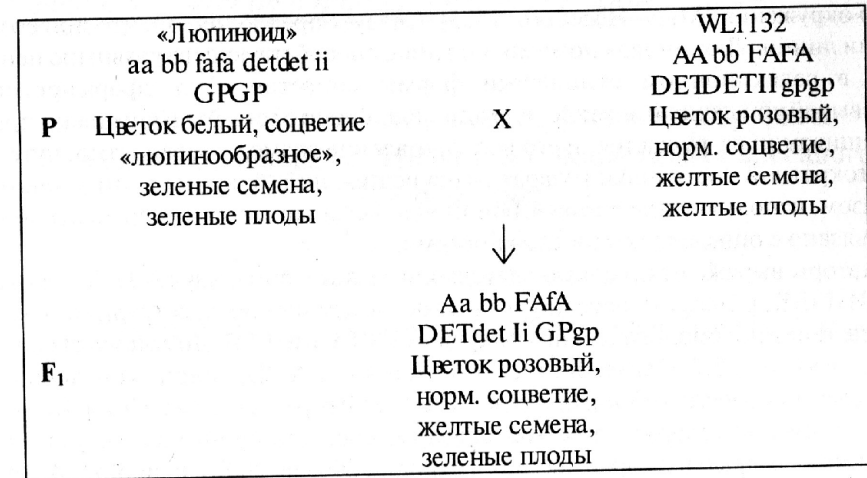 «Люпиноид»
aa bb fafa detdet ii
GPGP
Цветок белый, соцветие
«люпинообразное»,
зеленые семена,
зеленые плоды
P
X
WL1132
AA bb FAFA
DETDETII gpgp
Цветок розовый,
норм. соцветие,
желтые семена,
желтые плоды
F₁
Aa bb FAfA
DETdet Ii GPgp
Цветок розовый,
норм. соцветие,
желтые семена,
зеленые плоды